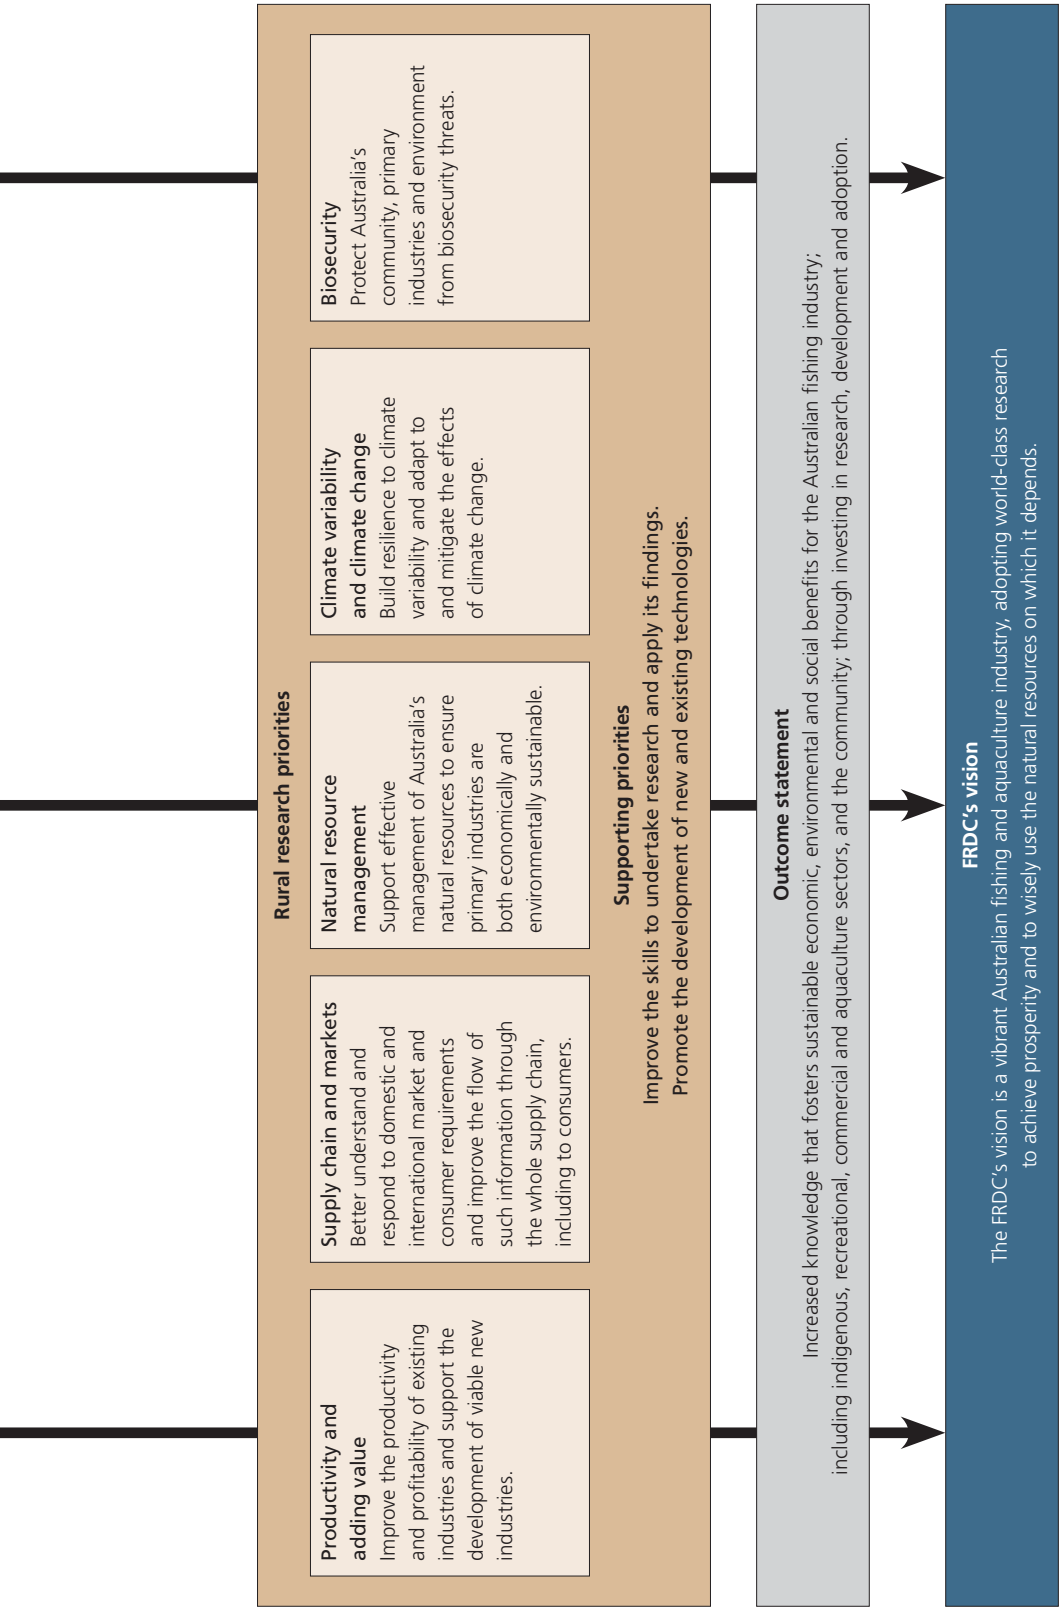 Rural research priorities
Productivity and
adding value
Improve the productivity
and profitability of existing
industries and support the
development of viable new
industries.
Supply chain and markets
Better understand and
respond to domestic and
international market and
consumer requirements
and improve the flow of
such information through
the whole supply chain,
including to consumers.
Natural resource
management
Support effective
management of Australia's
natural resources to ensure
primary industries are
both economically and
environmentally sustainable.
Climate variability
and climate change
Build resilience to climate
variability and adapt to
and mitigate the effects
of climate change.
Biosecurity
Protect Australia's
community, primary
industries and environment
from biosecurity threats.
Supporting priorities
Improve the skills to undertake research and apply its findings.
Promote the development of new and existing technologies.
Outcome statement
Increased knowledge that fosters sustainable economic, environmental and social benefits for the Australian fishing industry;
including indigenous, recreational, commercial and aquaculture sectors, and the community; through investing in research, development and adoption.
FRDC's vision
The FRDC's vision is a vibrant Australian fishing and aquaculture industry, adopting world-class research
to achieve prosperity and to wisely use the natural resources on which it depends.